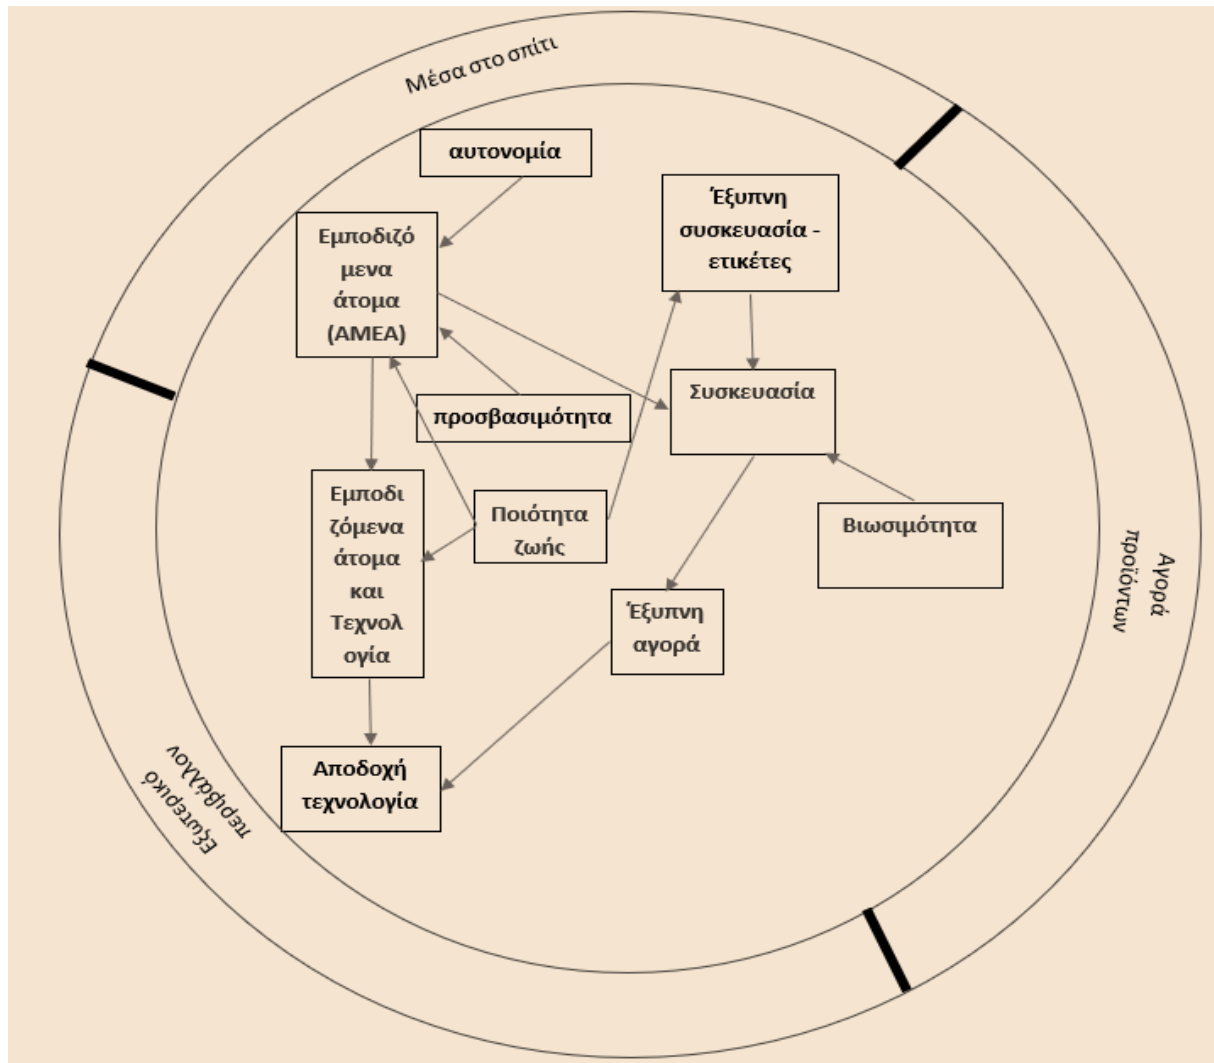 Μέσα στο σπίτι
αυτονομία
Έξυπνη
συσκευασία -
ετικέτες
Εμποδιζό
μενα
άτομα
(ΑΜΕΑ)
Συσκευασία
προσβασιμότητα
Εμποδι
ζόμενα
άτομα
και
Τεχνολ
ογία
Ποιότητα
ζωής
Βιωσιμότητα
Αγορά
προϊόντων
Έξυπνη
αγορά
Εξωτερικό
περιβάλλον
Αποδοχή
τεχνολογία